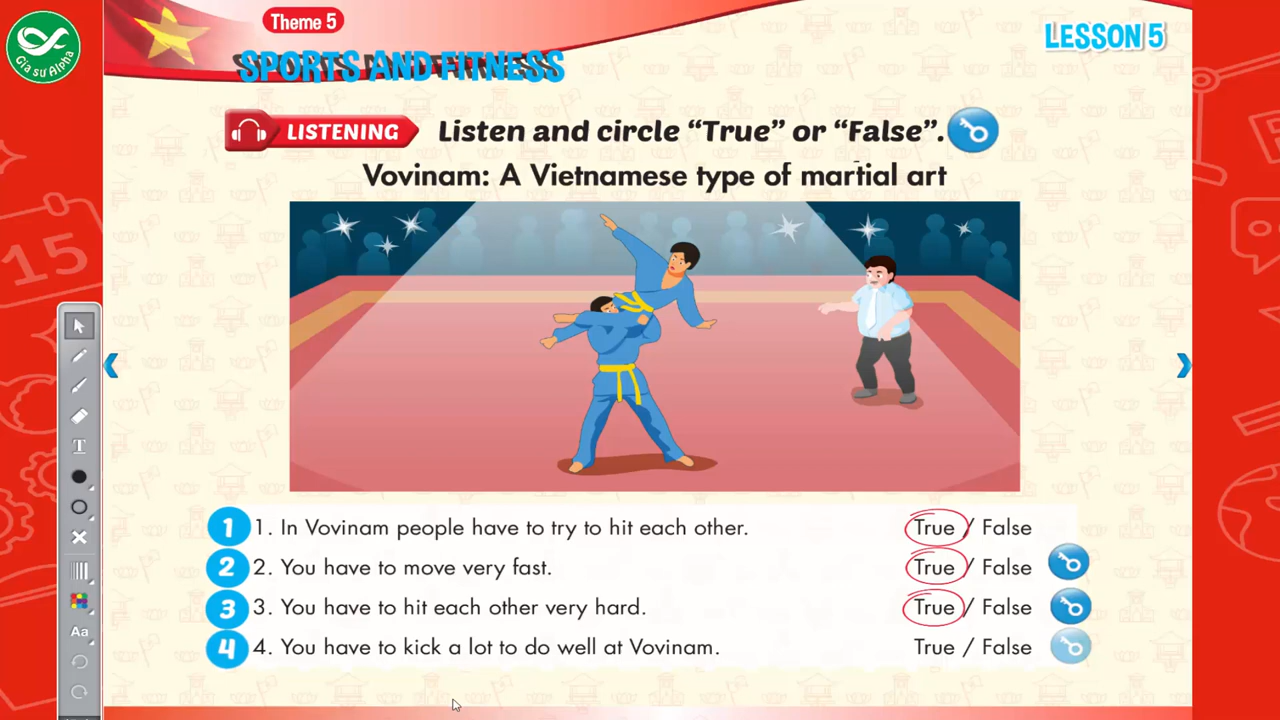 Gia sư Alpha
Theme 5
LESSON 5
SPORTS AND FITNESS
LISTENING Listen and circle “True” or “False”.
Vovinam: A Vietnamese type of martial art
15
1 1. In Vovinam people have to try to hit each other. True / False
2 2. You have to move very fast. True / False
3 3. You have to hit each other very hard. True / False
4 4. You have to kick a lot to do well at Vovinam. True / False
T
Aa